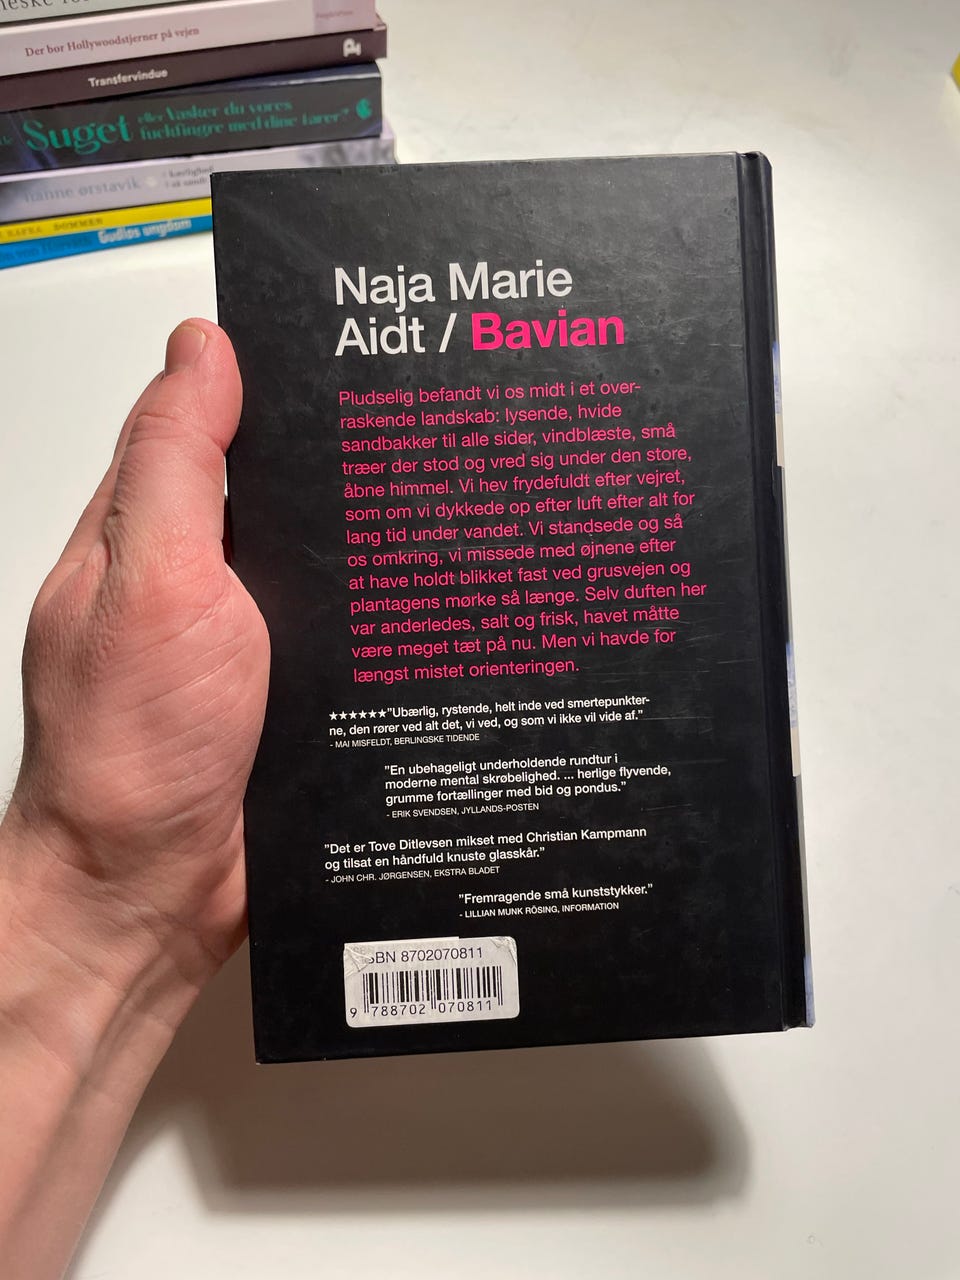 Der bor Hollywoodstjerner på vejen
Transfervindue
Suget eller Vasker du vores
fuckfingre med dine tårer?
hanne ørstavik
kærlighed
KAFKA DOMMEN
von Horváth Gudløs ungdom
Naja Marie
Aidt / Bavian
Pludselig befandt vi os midt i et over-
raskende landskab: lysende, hvide
sandbakker til alle sider, vindblæste, små
træer der stod og vred sig under den store,
åbne himmel. Vi hev frydefuldt efter vejret,
som om vi dykkede op efter luft efter alt for
lang tid under vandet. Vi standsede og så
os omkring, vi missede med øjnene efter
at have holdt blikket fast ved grusvejen og
plantagens mørke så længe. Selv duften her
var anderledes, salt og frisk, havet måtte
være meget tæt på nu. Men vi havde for
længst mistet orienteringen.
★★★★★★"Ubærlig, rystende, helt inde ved smertepunkter-
ne, den rører ved alt det, vi ved, og som vi ikke vil vide af."
- MAI MISFELDT, BERLINGSKE TIDENDE
"En ubehageligt underholdende rundtur i
moderne mental skrøbelighed. ... herlige flyvende,
grumme fortællinger med bid og pondus."
- ERIK SVENDSEN, JYLLANDS-POSTEN
"Det er Tove Ditlevsen mikset med Christian Kampmann
og tilsat en håndfuld knuste glasskår."
- JOHN CHR. JØRGENSEN, EKSTRA BLADET
"Fremragende små kunststykker."
- LILLIAN MUNK RÖSING, INFORMATION
ISBN 8702070811
9 788702 070811